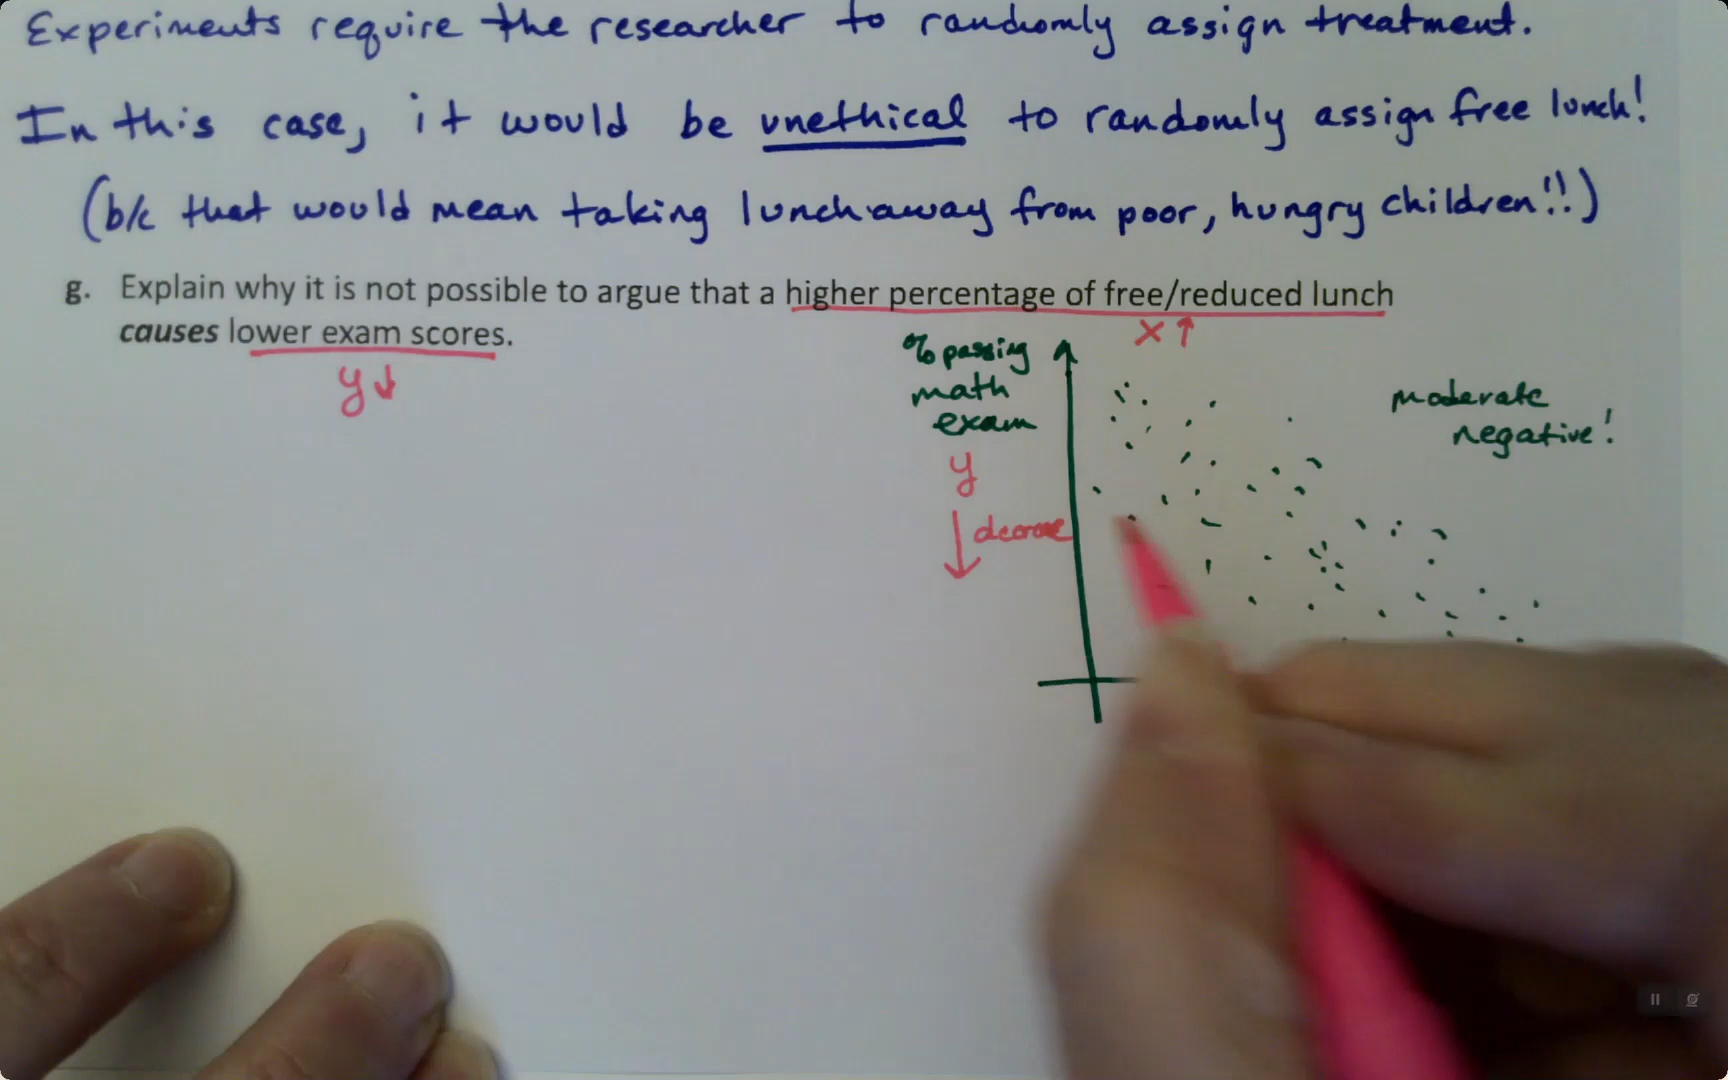 Experiments require the researcher to randomly assign treatment.
In this case, it would be unethical to randomly assign free lunch!
(b/c that would mean taking lunch away from poor, hungry children!!)
g. Explain why it is not possible to argue that a higher percentage of free/reduced lunch
causes lower exam scores.
x ↑
y ↓
% passing
math
exam
y
↓
moderate
negative!